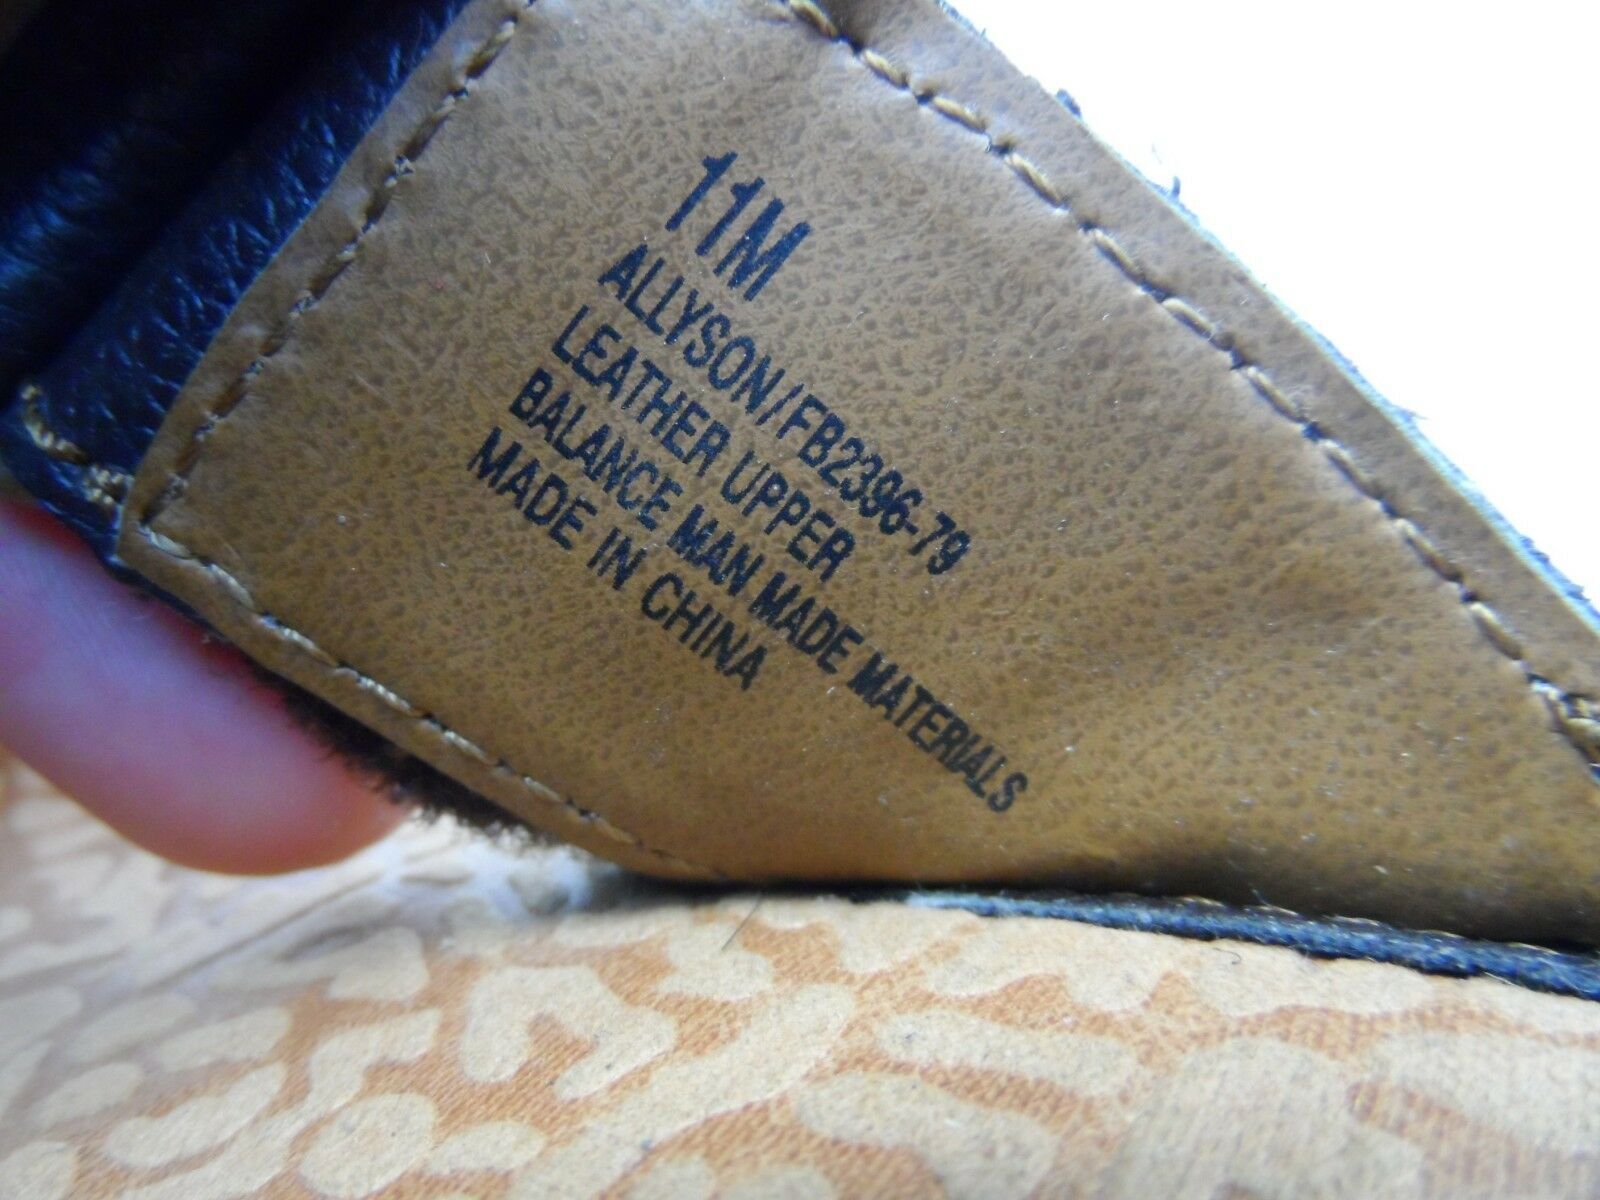 11M
ALLYSON/FB2396-79
LEATHER UPPER
BALANCE MAN MADE MATERIALS
MADE IN CHINA